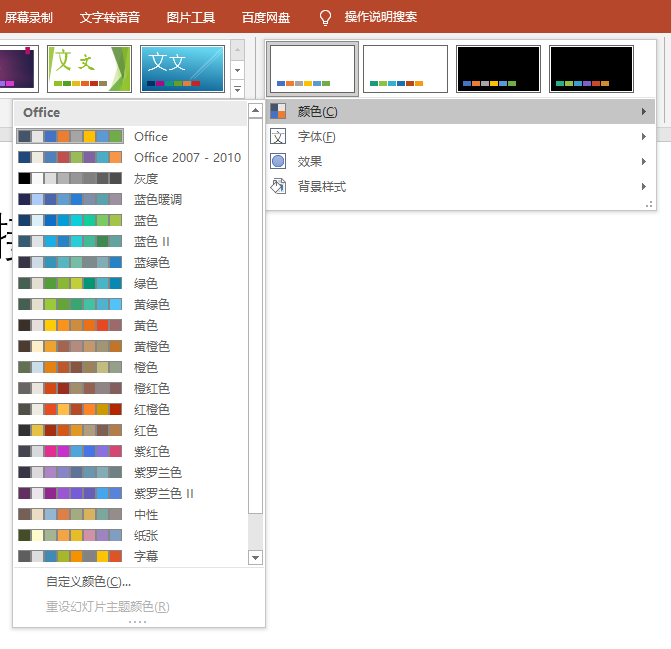 屏幕录制 文字转语音 图片工具 百度网盘 操作说明搜索
文文 文文
Office
Office
Office 2007 - 2010
灰度
蓝色暖调
蓝色
蓝色 II
蓝绿色
绿色
黄绿色
黄色
黄橙色
橙色
橙红色
红橙色
红色
紫红色
紫罗兰色
紫罗兰色 II
中性
纸张
字幕
自定义颜色(C)...
重设幻灯片主题颜色(R)
颜色(C)
字体(F)
效果
背景样式